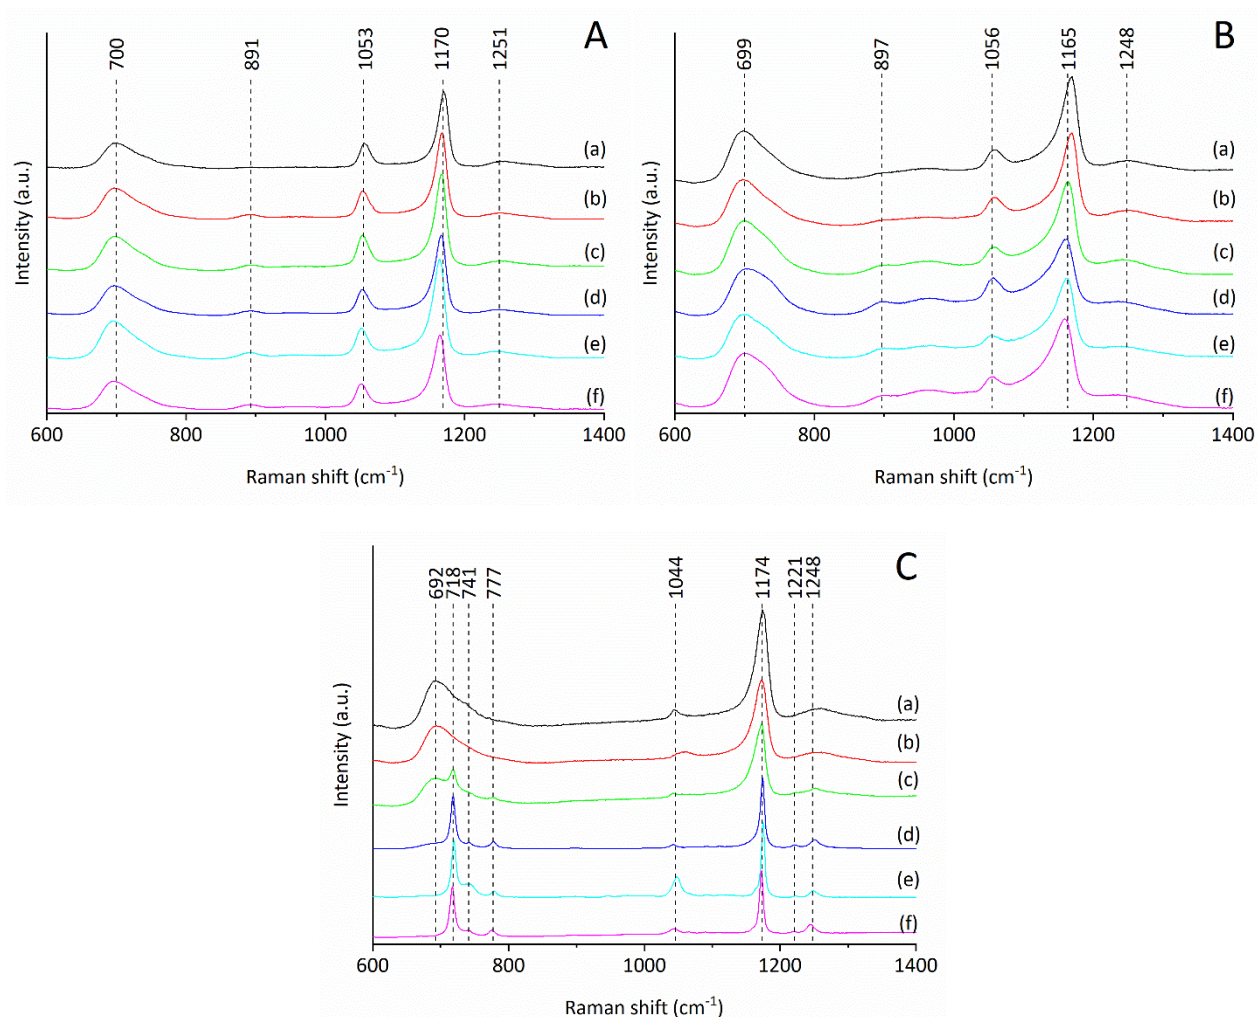 A
700
891
1053
1170
1251
(a)
(b)
(c)
(d)
(e)
(f)
Intensity (a.u.)
600
800
1000
1200
1400
Raman shift (cm⁻¹)
B
699
897
1056
1165
1248
(a)
(b)
(c)
(d)
(e)
(f)
Intensity (a.u.)
600
800
1000
1200
1400
Raman shift (cm⁻¹)
C
692
718
741
777
1044
1174
1221
1248
(a)
(b)
(c)
(d)
(e)
(f)
Intensity (a.u.)
600
800
1000
1200
1400
Raman shift (cm⁻¹)